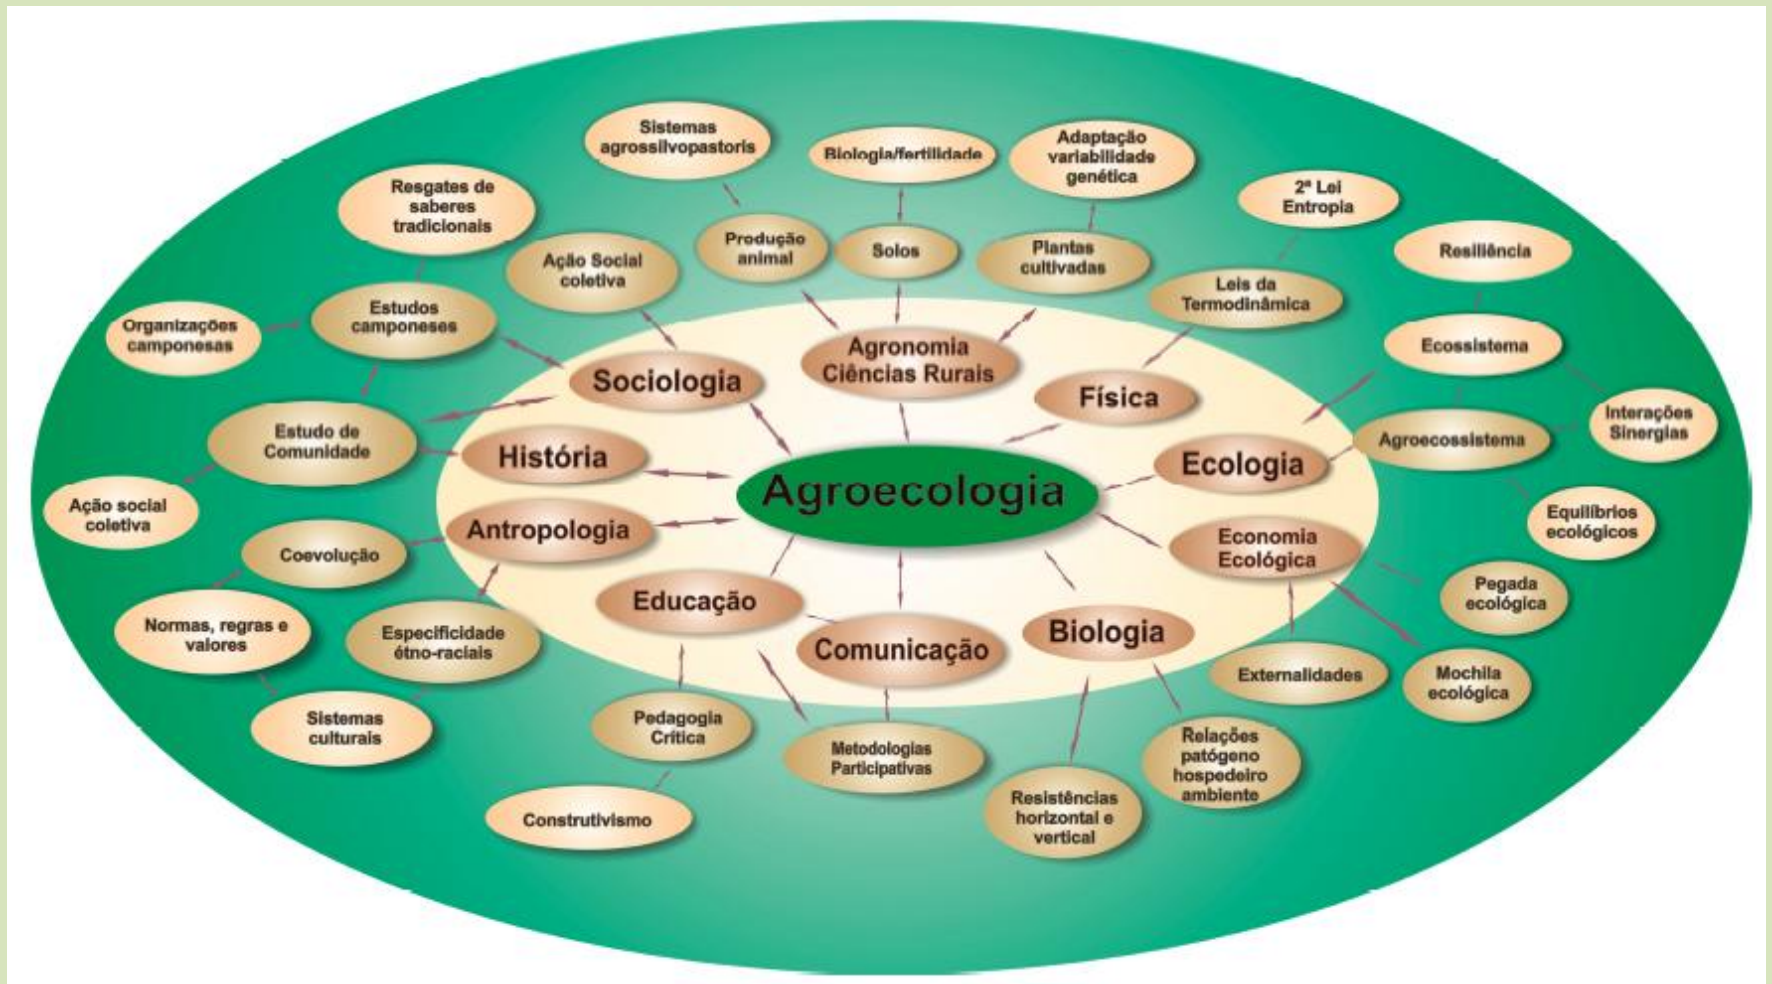 Sistemas
agrossilvopastoris
Biologia/fertilidade
Adaptação
variabilidade
genética
2ª Lei
Entropia
Resgates de
saberes
tradicionais
Ação Social
coletiva
Produção
animal
Solos
Plantas
cultivadas
Leis da
Termodinâmica
Resiliência
Organizações
camponesas
Estudos
camponeses
Sociologia
Agronomia
Ciências Rurais
Física
Ecossistema
Estudo de
Comunidade
História
Agroecologia
Ecologia
Agroecossistema
Interações
Sinergias
Ação social
coletiva
Antropologia
Economia
Ecológica
Equilíbrios
ecológicos
Coevolução
Educação
Comunicação
Biologia
Pegada
ecológica
Normas, regras e
valores
Especificidade
étno-raciais
Externalidades
Mochila
ecológica
Sistemas
culturais
Pedagogia
Crítica
Metodologias
Participativas
Relações
patógeno
hospedeiro
ambiente
Construtivismo
Resistências
horizontal e
vertical